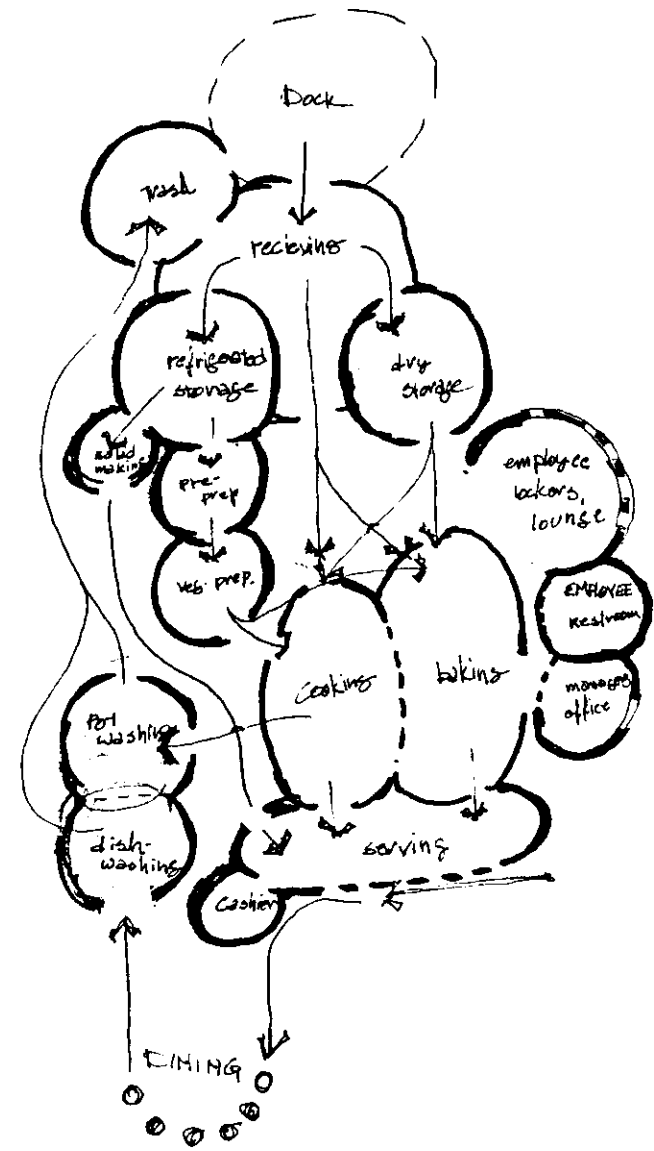 Dock
trash
recieving
refrigerated
storage
dry
storage
salad
making
pre-
prep
employee
lockers,
lounge
veg. prep.
EMPLOYEE
Restroom
cooking
baking
manager
office
Pot
washing
dish-
washing
serving
Cashier
DINING